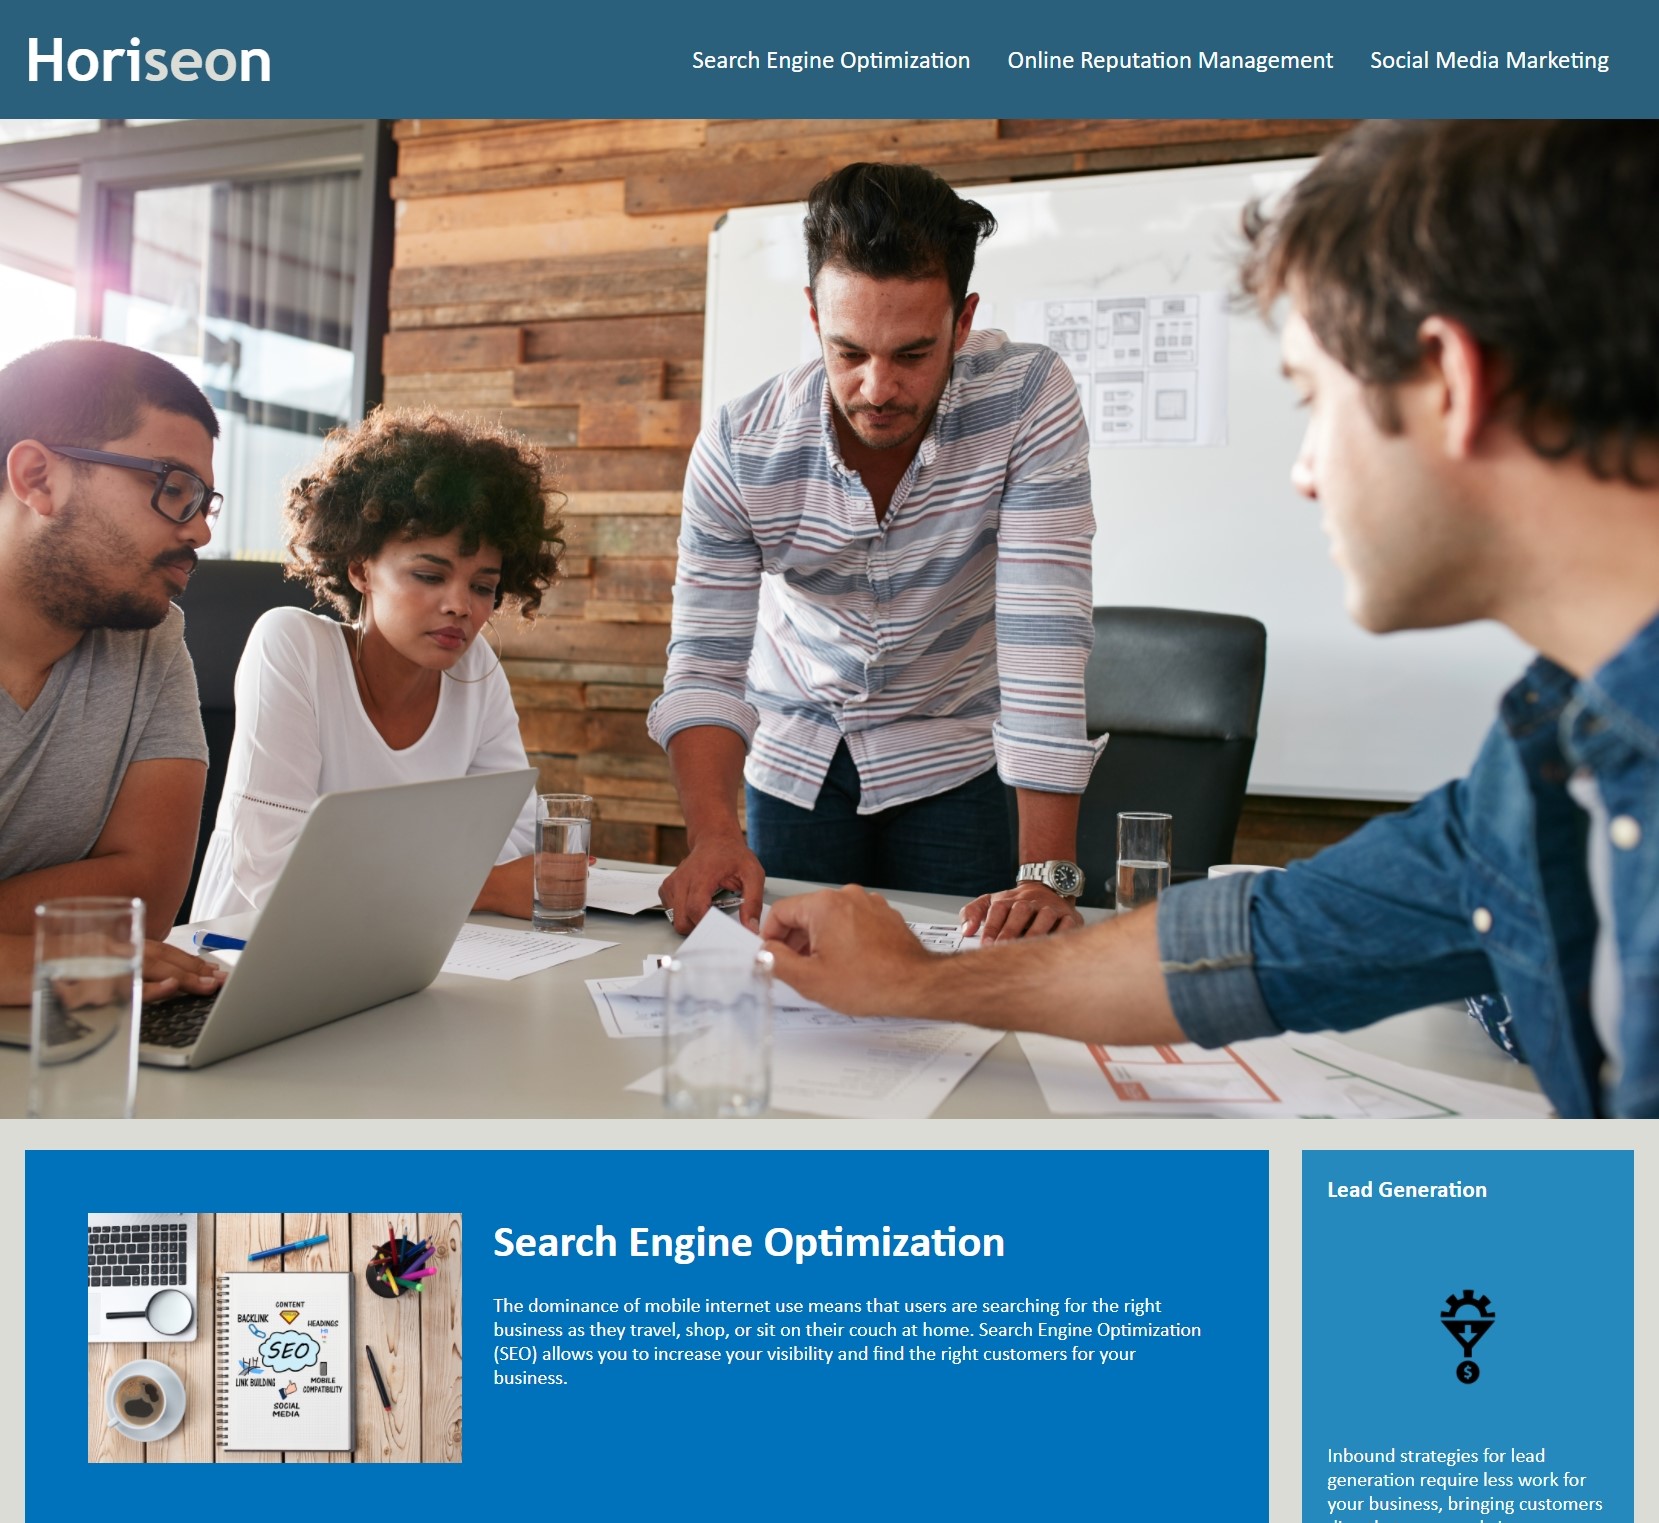 Horiseon
Search Engine Optimization
Online Reputation Management
Social Media Marketing
Search Engine Optimization
The dominance of mobile internet use means that users are searching for the right
business as they travel, shop, or sit on their couch at home. Search Engine Optimization
(SEO) allows you to increase your visibility and find the right customers for your
business.
CONTENT
BACKLINK
HEADINGS
H1
SEO
LINK BUILDING
MOBILE
COMPATIBILITY
SOCIAL
MEDIA
Lead Generation
$
Inbound strategies for lead
generation require less work for
your business, bringing customers